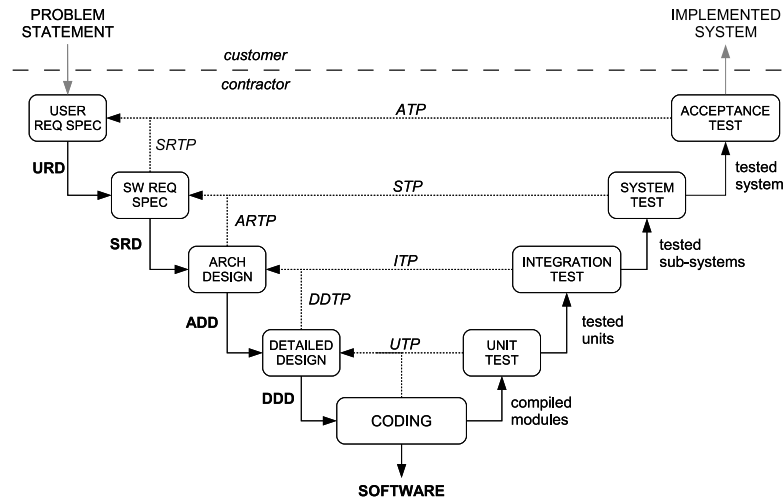 PROBLEM
STATEMENT
IMPLEMENTED
SYSTEM
customer
contractor
USER
REQ SPEC
ATP
ACCEPTANCE
TEST
SRTP
URD
tested
system
SW REQ
SPEC
STP
SYSTEM
TEST
ARTP
SRD
tested
sub-systems
ARCH
DESIGN
ITP
INTEGRATION
TEST
DDTP
ADD
tested
units
DETAILED
DESIGN
UTP
UNIT
TEST
DDD
compiled
modules
CODING
SOFTWARE